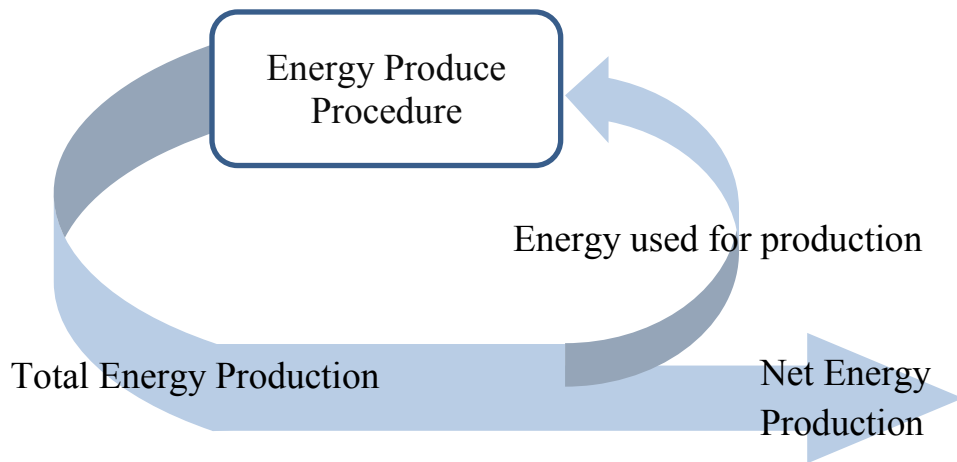 Energy Produce
Procedure
Energy used for production
Total Energy Production
Net Energy
Production